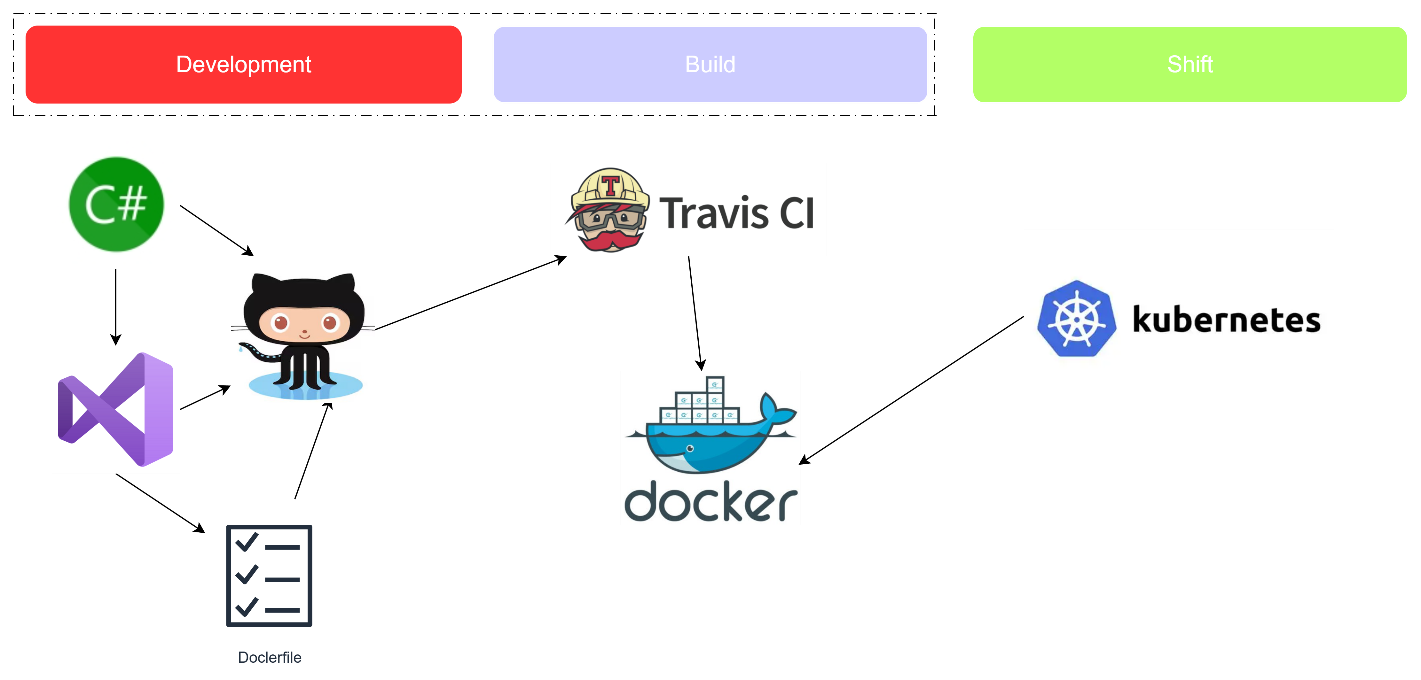 Development
Build
Shift
C#
T
Travis CI
kubernetes
docker
Doclerfile